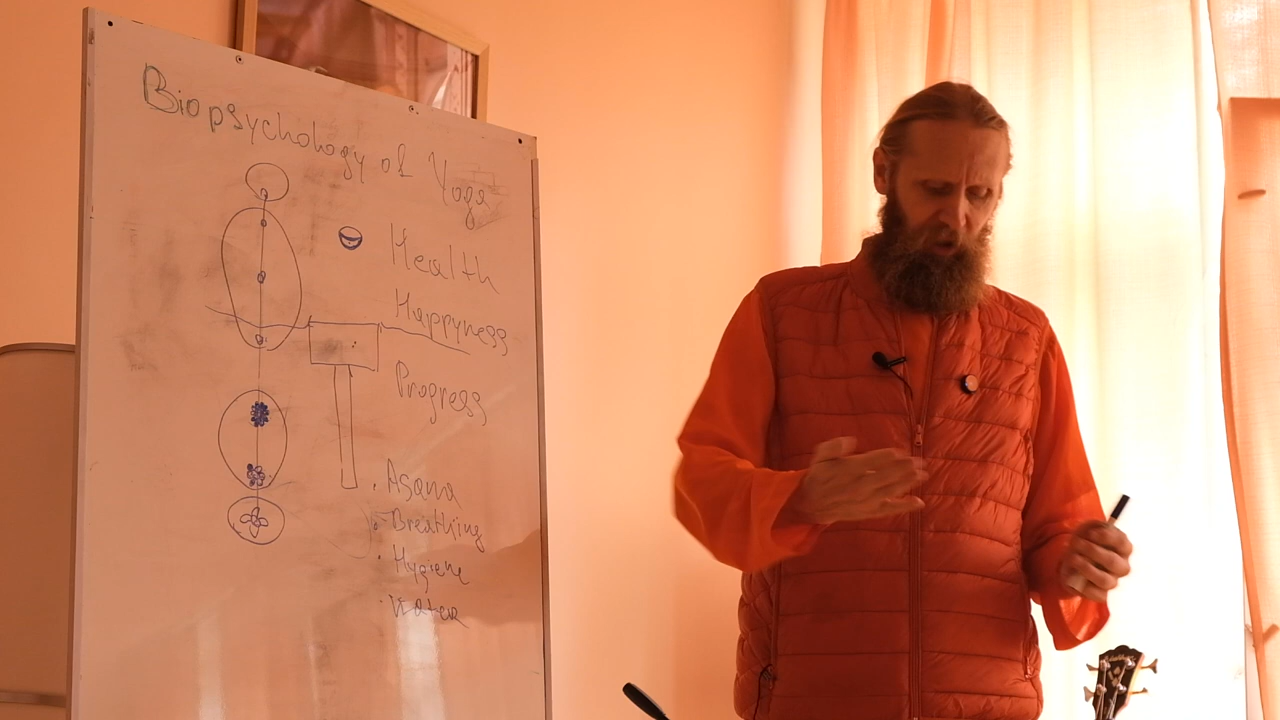 Biopsychology of Yoga
Health
Happyness
Progress
. Asana
. Breathing
. Hygiene
. Water